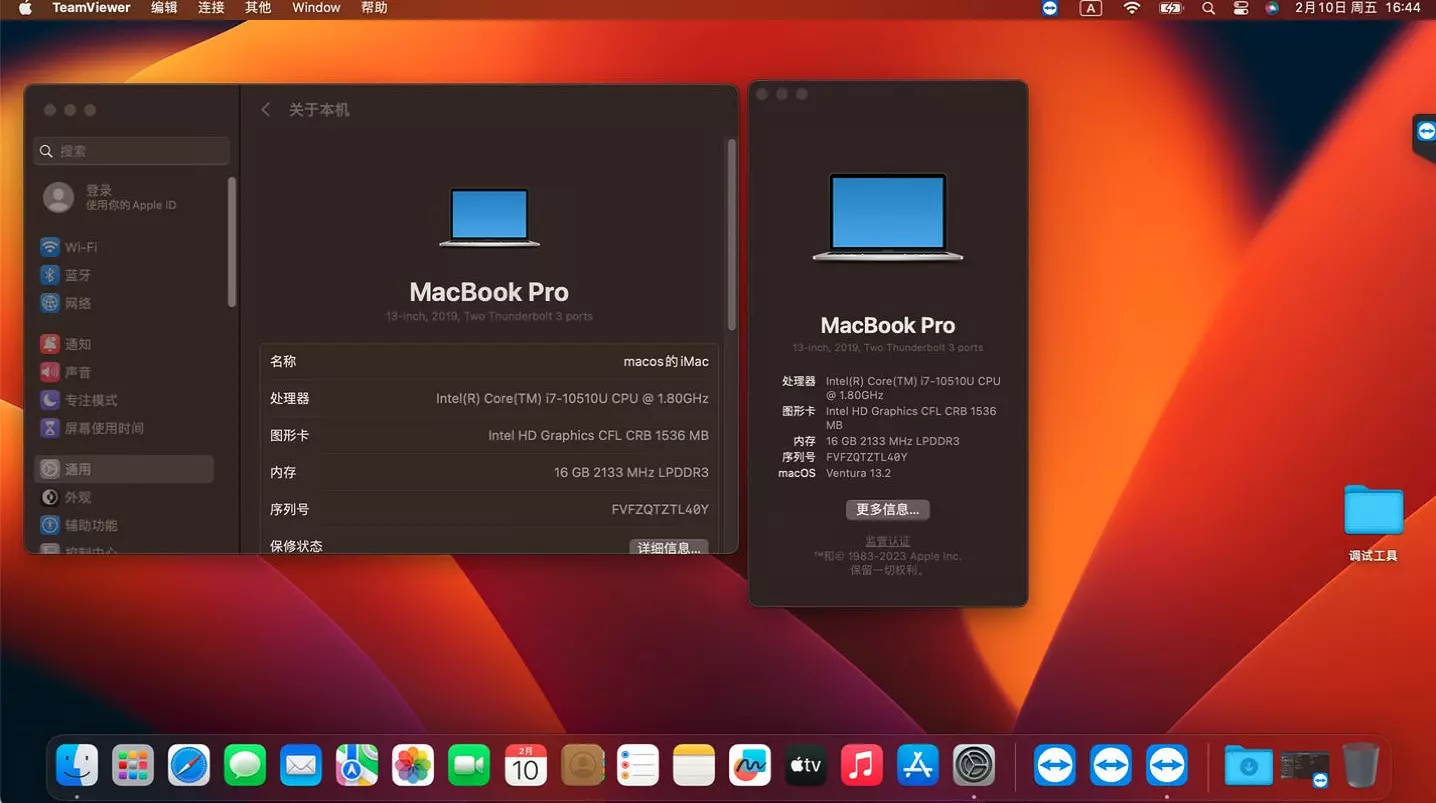 TeamViewer 编辑 连接 其他 Window 帮助
A
2月10日 周五 16:44
关于本机
搜索
登录
使用你的 Apple ID
Wi-Fi
蓝牙
网络
通知
声音
专注模式
屏幕使用时间
通用
外观
辅助功能
控制中心
MacBook Pro
13-inch, 2019, Two Thunderbolt 3 ports
名称 macos的iMac
处理器 Intel(R) Core(TM) i7-10510U CPU @ 1.80GHz
图形卡 Intel HD Graphics CFL CRB 1536 MB
内存 16 GB 2133 MHz LPDDR3
序列号 FVFZQTZTL40Y
保修状态 详细信息...
MacBook Pro
13-inch, 2019, Two Thunderbolt 3 ports
处理器 Intel(R) Core(TM) i7-10510U CPU
@ 1.80GHz
图形卡 Intel HD Graphics CFL CRB 1536
MB
内存 16 GB 2133 MHz LPDDR3
序列号 FVFZQTZTL40Y
macOS Ventura 13.2
更多信息...
监管认证
™和© 1983-2023 Apple Inc.
保留一切权利。
调试工具
2月
10
tv